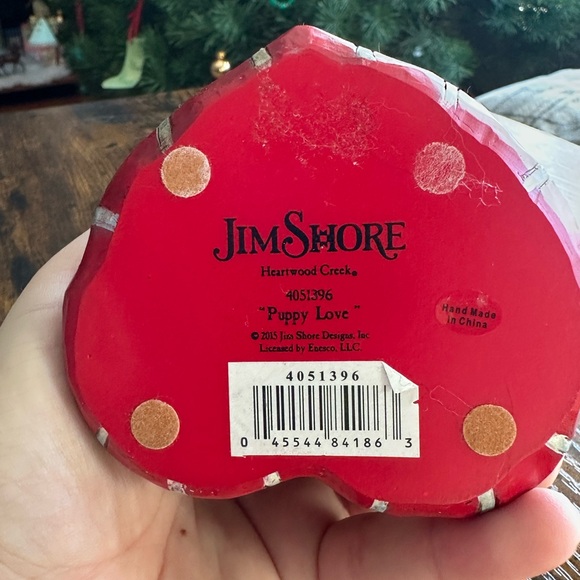 JIM SHORE
Heartwood Creek®
4051396
"Puppy Love"
© 2015 Jim Shore Designs, Inc
Licensed by Enesco, LLC.
Hand Made
in China
4051396
0 45544 84186 3